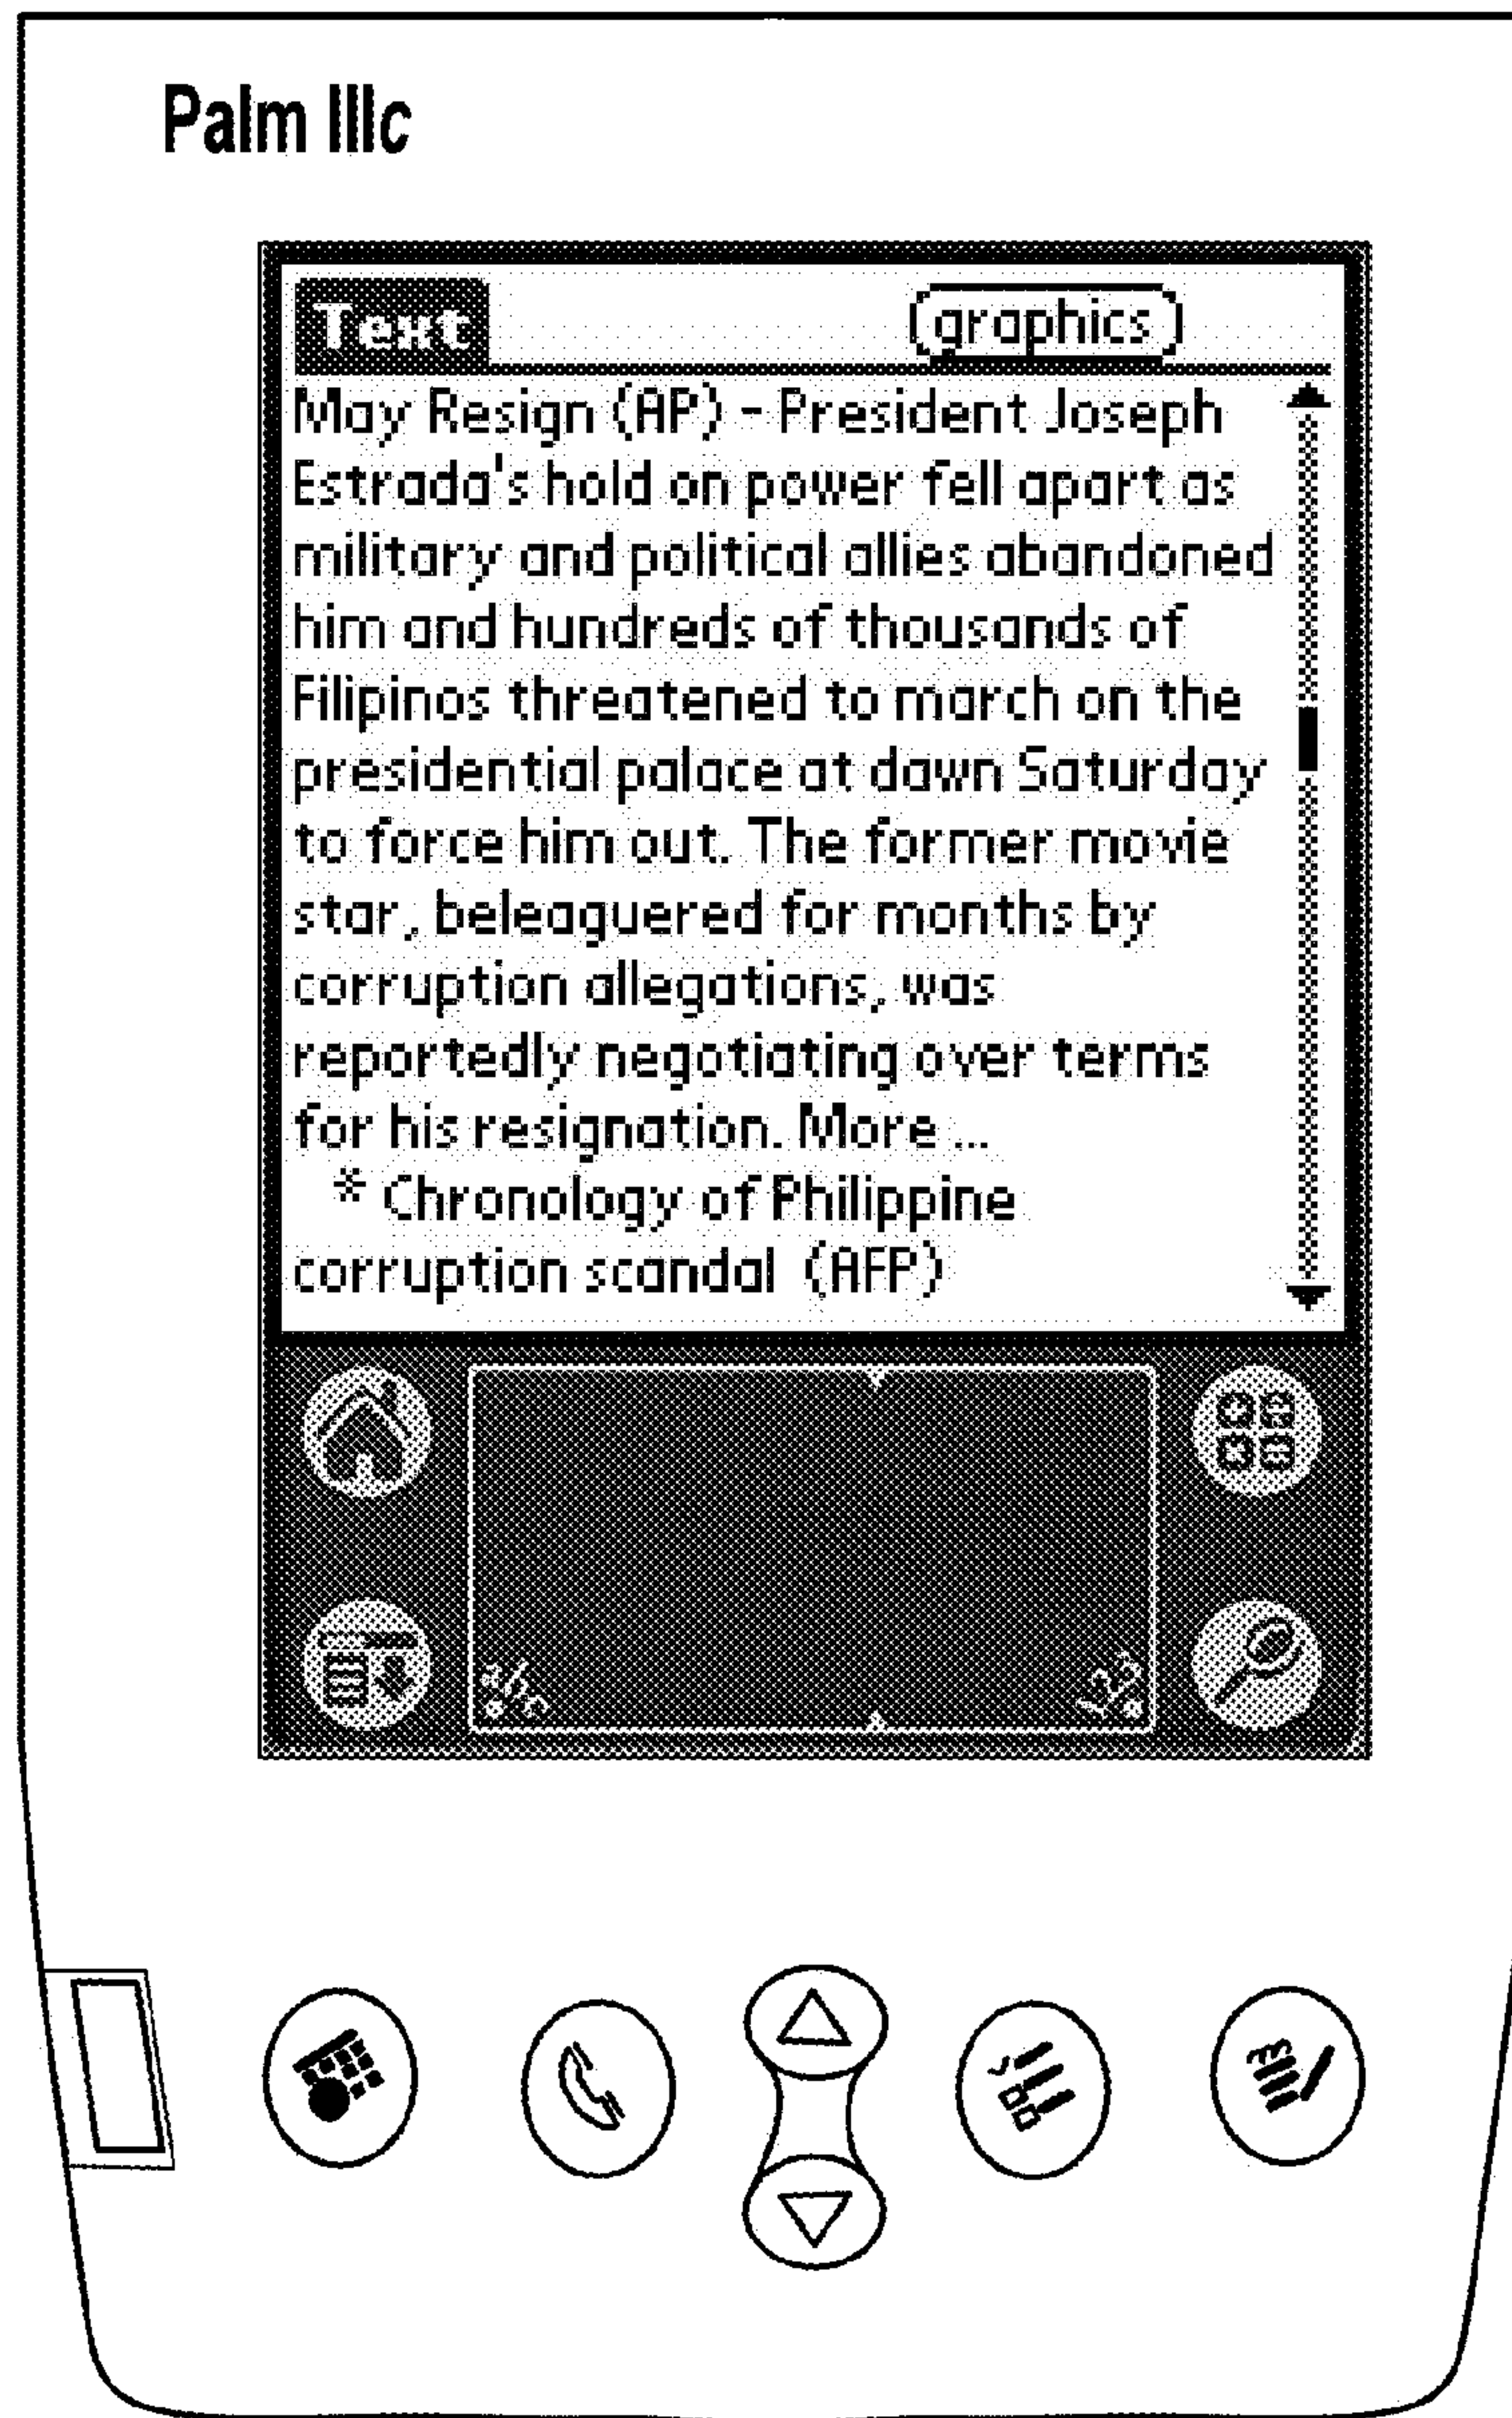 Palm IIIc
Text
graphics
May Resign (AP) - President Joseph
Estrada's hold on power fell apart as
military and political allies abandoned
him and hundreds of thousands of
Filipinos threatened to march on the
presidential palace at dawn Saturday
to force him out. The former movie
star, beleaguered for months by
corruption allegations, was
reportedly negotiating over terms
for his resignation. More ...
* Chronology of Philippine
corruption scandal (AFP)
abc
123